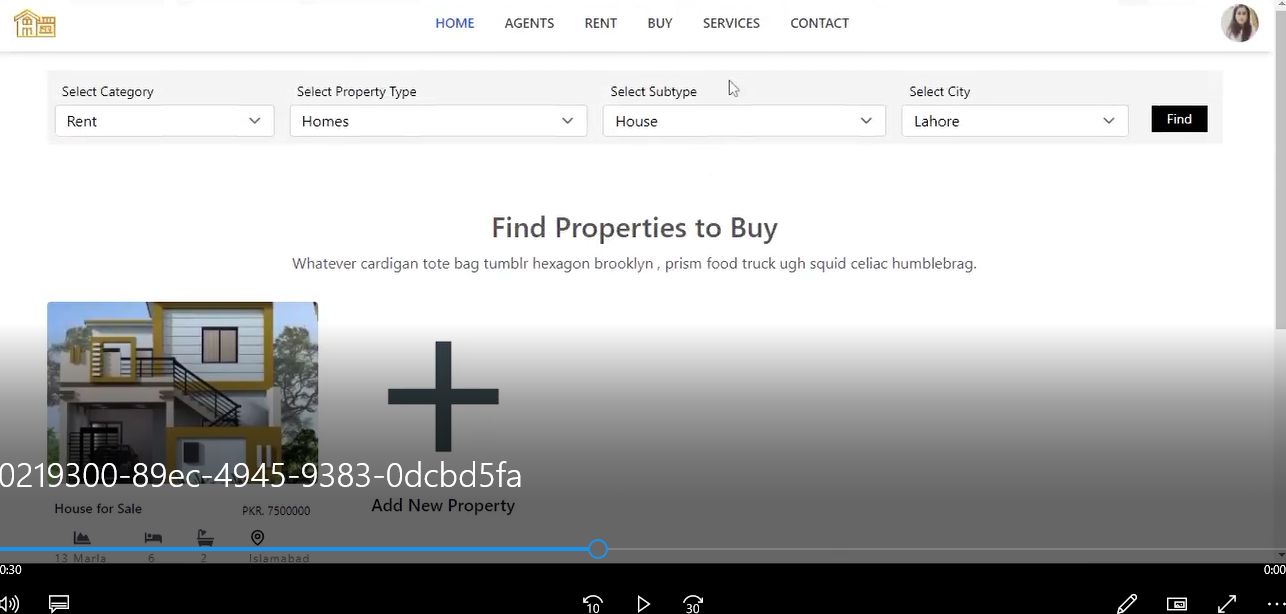 HOME AGENTS RENT BUY SERVICES CONTACT
Select Category Select Property Type Select Subtype Select City
Rent Homes House Lahore Find
Find Properties to Buy
Whatever cardigan tote bag tumblr hexagon brooklyn , prism food truck ugh squid celiac humblebrag.
0219300-89ec-4945-9383-0dcbd5fa
House for Sale PKR. 7500000 Add New Property
13 Marla 6 2 Islamabad
0:30 0:00
10 30